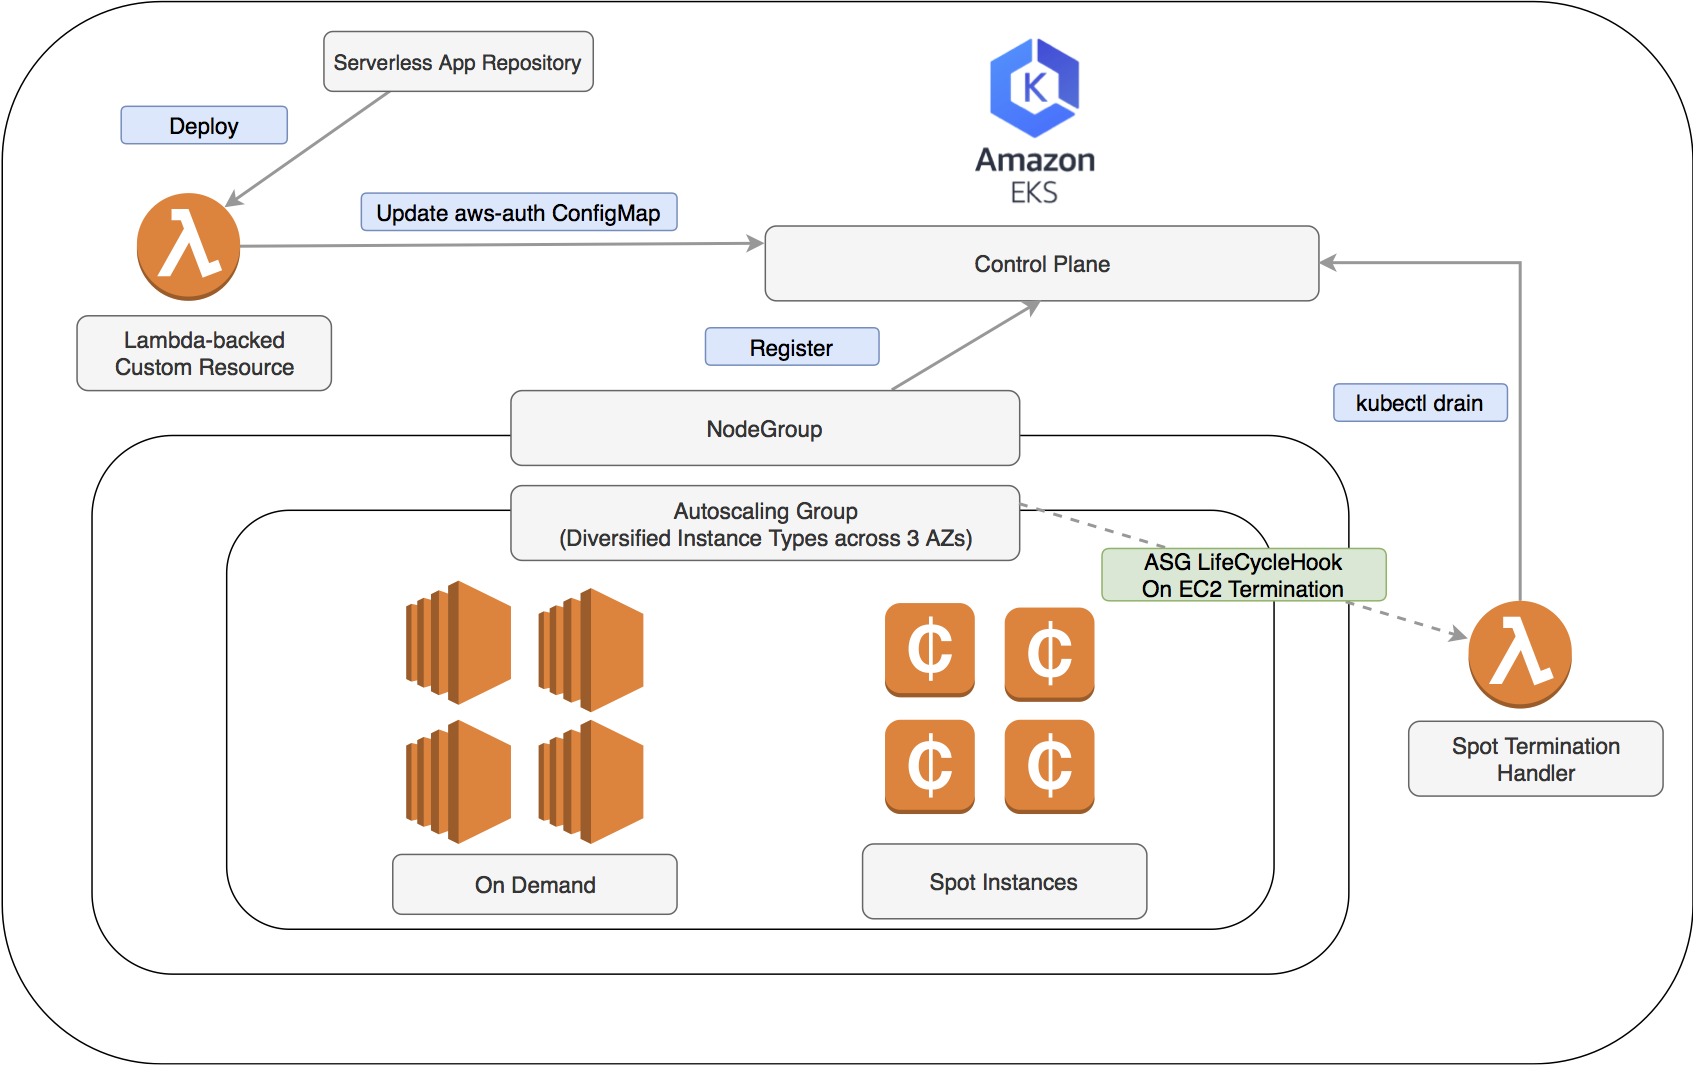 Serverless App Repository
Deploy
Amazon
EKS
Update aws-auth ConfigMap
Control Plane
Lambda-backed
Custom Resource
Register
kubectl drain
NodeGroup
Autoscaling Group
(Diversified Instance Types across 3 AZs)
ASG LifeCycleHook
On EC2 Termination
Spot Termination
Handler
On Demand
Spot Instances